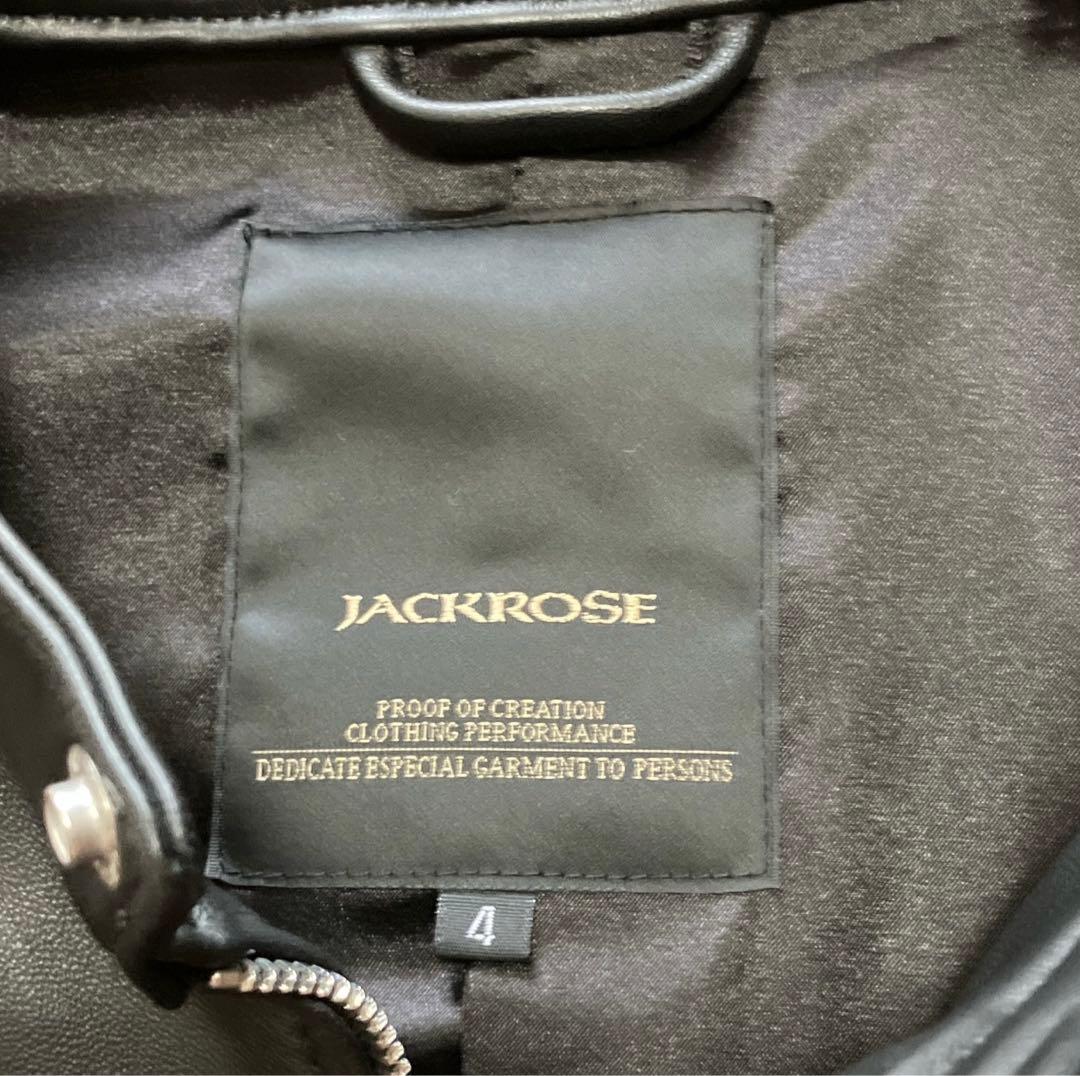 JACKROSE
PROOF OF CREATION
CLOTHING PERFORMANCE
DEDICATE ESPECIAL GARMENT TO PERSONS
4